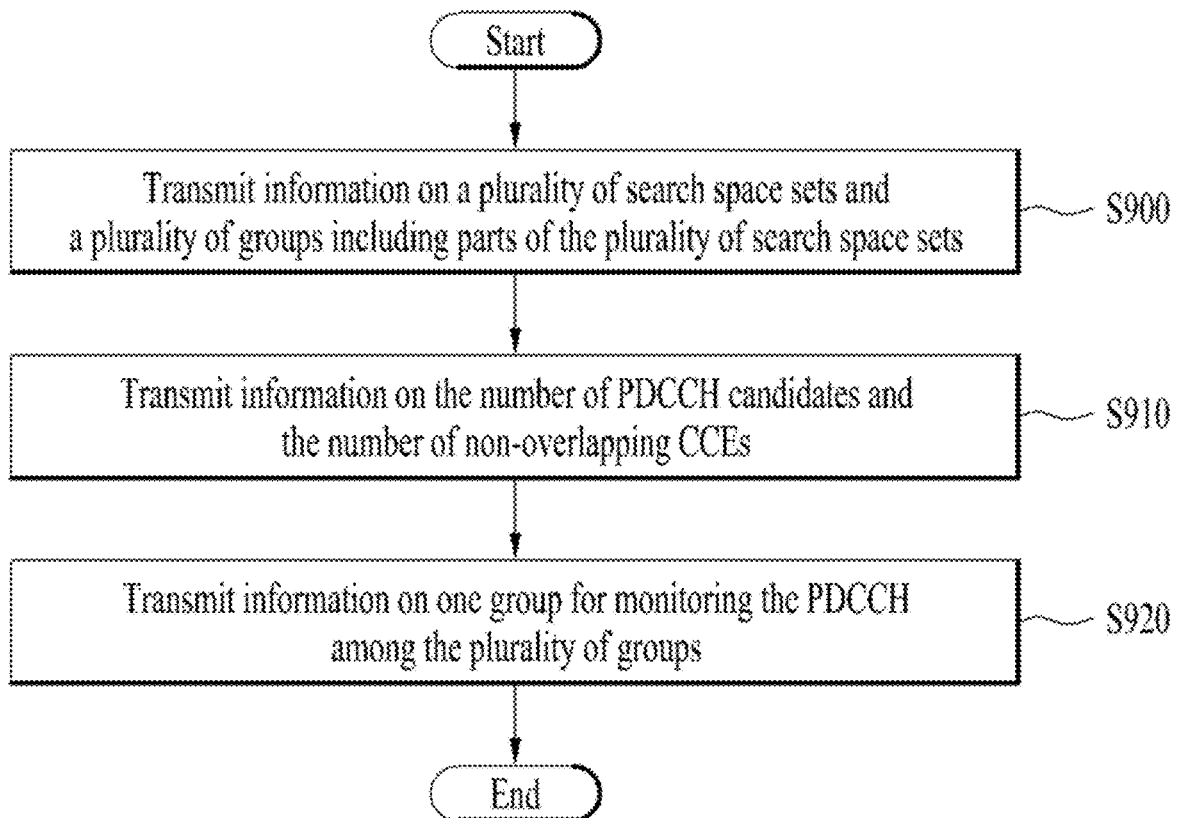 Start
Transmit information on a plurality of search space sets and
a plurality of groups including parts of the plurality of search space sets
S900
Transmit information on the number of PDCCH candidates and
the number of non-overlapping CCEs
S910
Transmit information on one group for monitoring the PDCCH
among the plurality of groups
S920
End